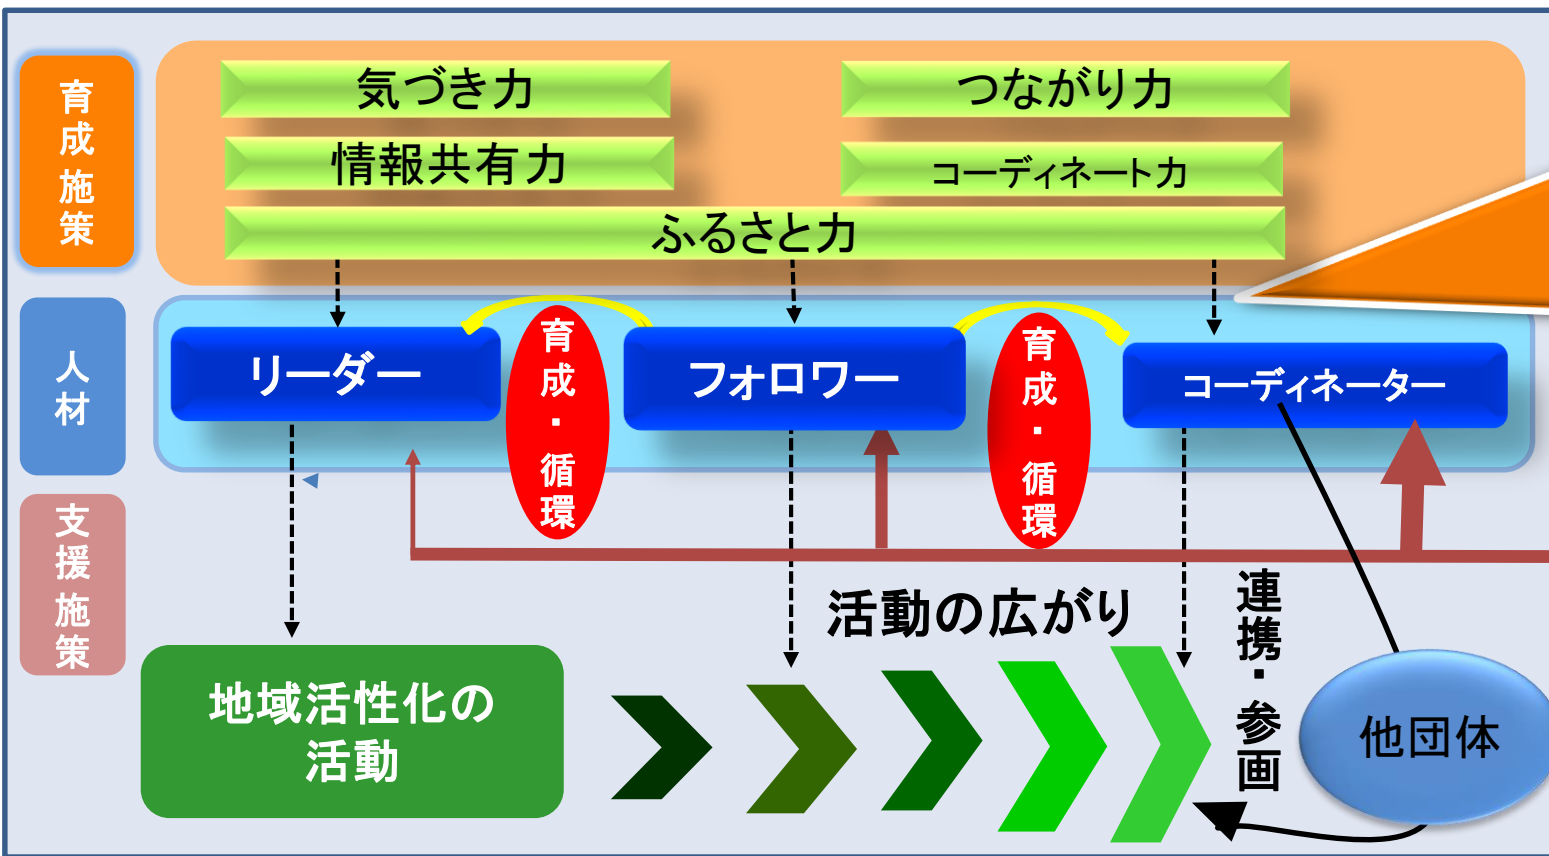 育成施策
気づき力
つながり力
情報共有力
コーディネート力
ふるさと力
人材
リーダー
育成・循環
フォロワー
育成・循環
コーディネーター
支援施策
活動の広がり
連携・参画
地域活性化の
活動
他団体